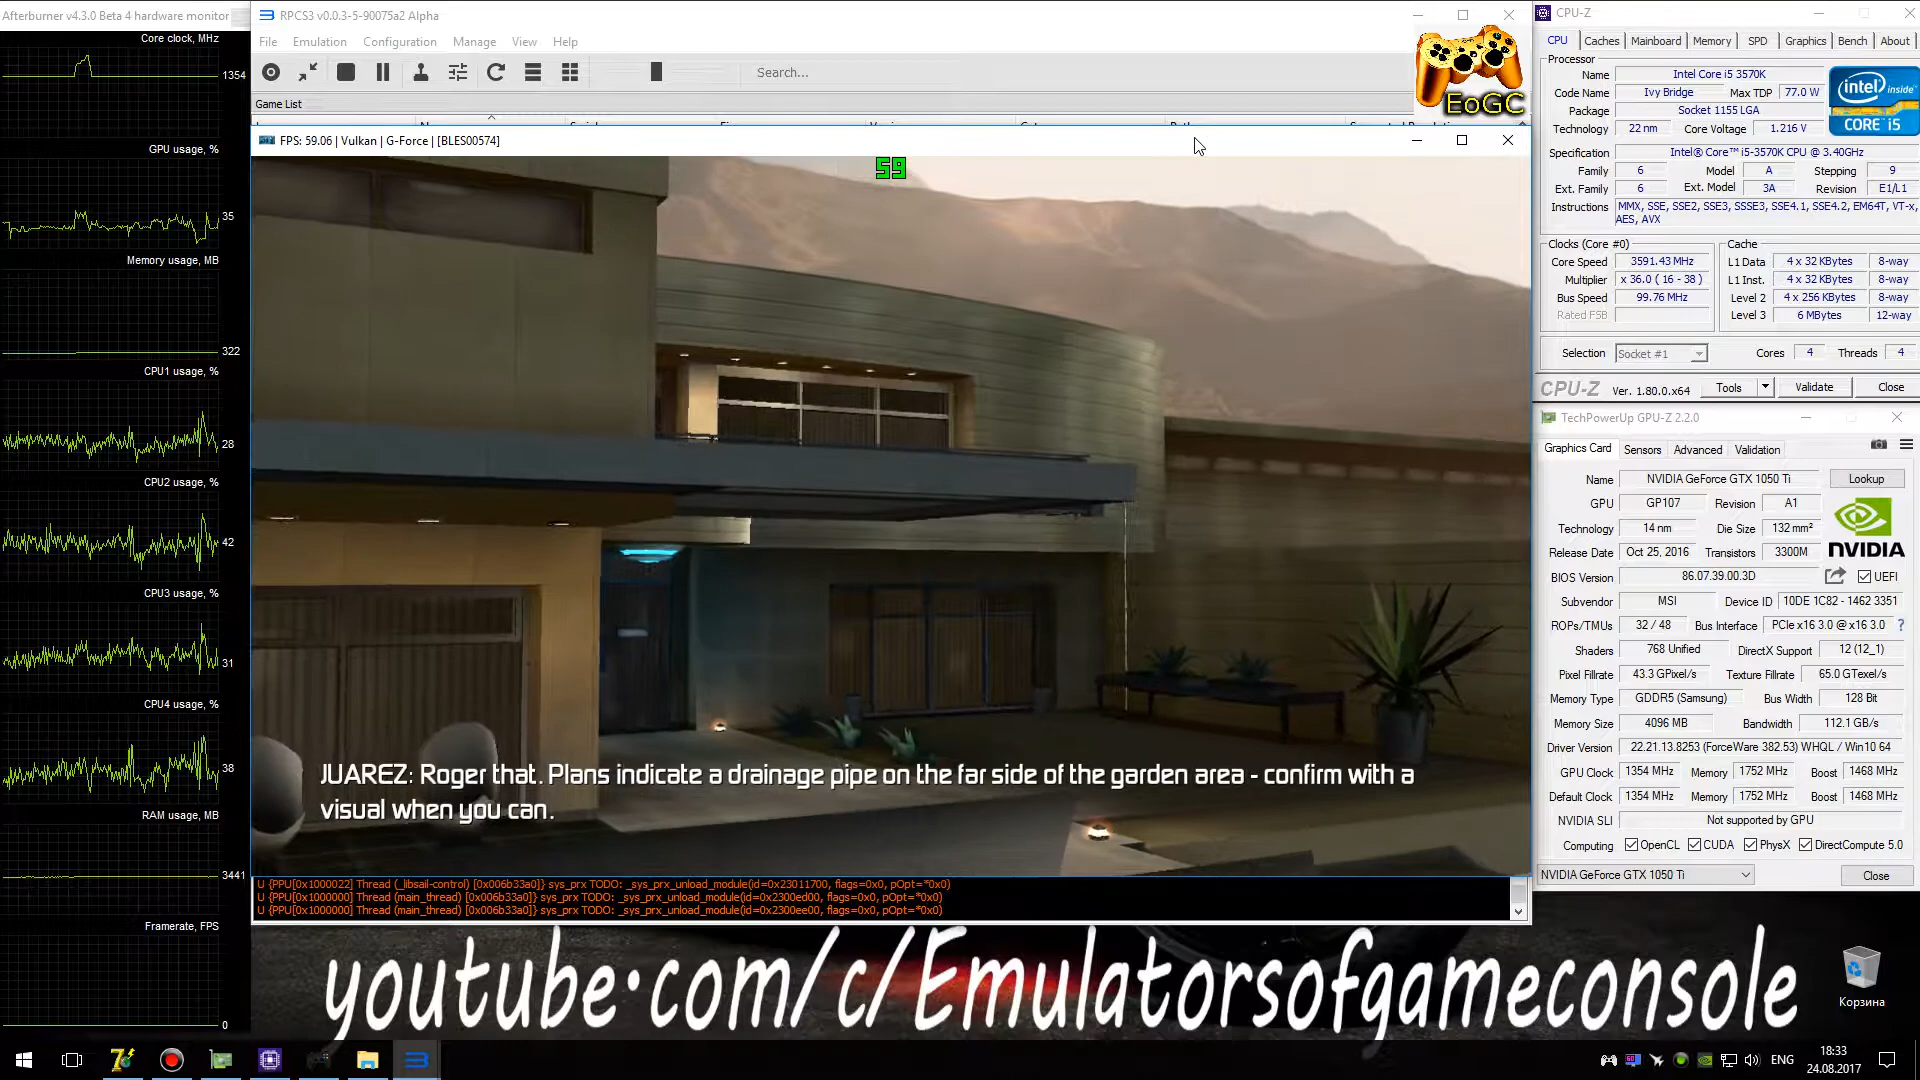 Afterburner v4.3.0 Beta 4 hardware monitor
Core clock, MHz
1354
GPU usage, %
35
Memory usage, MB
322
CPU1 usage, %
28
CPU2 usage, %
42
CPU3 usage, %
31
CPU4 usage, %
38
RAM usage, MB
3441
Framerate, FPS
0
RPCS3 v0.0.3-5-90075a2 Alpha
File Emulation Configuration Manage View Help
Search...
EoGC
Game List
FPS: 59.06 | Vulkan | G-Force | [BLES00574]
59
JUAREZ: Roger that. Plans indicate a drainage pipe on the far side of the garden area - confirm with a
visual when you can.
U {PPU[0x1000022] Thread (_libsail-control) [0x006b33a0]} sys_prx TODO: _sys_prx_unload_module(id=0x23011700, flags=0x0, pOpt=*0x0)
U {PPU[0x1000000] Thread (main_thread) [0x006b33a0]} sys_prx TODO: _sys_prx_unload_module(id=0x2300ed00, flags=0x0, pOpt=*0x0)
U {PPU[0x1000000] Thread (main_thread) [0x006b33a0]} sys_prx TODO: _sys_prx_unload_module(id=0x2300ee00, flags=0x0, pOpt=*0x0)
CPU-Z
CPU Caches Mainboard Memory SPD Graphics Bench About
Processor
Name Intel Core i5 3570K
Code Name Ivy Bridge Max TDP 77.0 W
Package Socket 1155 LGA
Technology 22 nm Core Voltage 1.216 V
intel inside
CORE i5
Specification Intel® Core™ i5-3570K CPU @ 3.40GHz
Family 6 Model A Stepping 9
Ext. Family 6 Ext. Model 3A Revision E1/L1
Instructions MMX, SSE, SSE2, SSE3, SSSE3, SSE4.1, SSE4.2, EM64T, VT-x,
AES, AVX
Clocks (Core #0) Cache
Core Speed 3591.43 MHz L1 Data 4 x 32 KBytes 8-way
Multiplier x 36.0 ( 16 - 38 ) L1 Inst. 4 x 32 KBytes 8-way
Bus Speed 99.76 MHz Level 2 4 x 256 KBytes 8-way
Rated FSB Level 3 6 MBytes 12-way
Selection Socket #1 Cores 4 Threads 4
CPU-Z Ver. 1.80.0.x64 Tools Validate Close
TechPowerUp GPU-Z 2.2.0
Graphics Card Sensors Advanced Validation
Name NVIDIA GeForce GTX 1050 Ti Lookup
GPU GP107 Revision A1
Technology 14 nm Die Size 132 mm²
Release Date Oct 25, 2016 Transistors 3300M
NVIDIA
BIOS Version 86.07.39.00.3D UEFI
Subvendor MSI Device ID 10DE 1C82 - 1462 3351
ROPs/TMUs 32 / 48 Bus Interface PCIe x16 3.0 @ x16 3.0 ?
Shaders 768 Unified DirectX Support 12 (12_1)
Pixel Fillrate 43.3 GPixel/s Texture Fillrate 65.0 GTexel/s
Memory Type GDDR5 (Samsung) Bus Width 128 Bit
Memory Size 4096 MB Bandwidth 112.1 GB/s
Driver Version 22.21.13.8253 (ForceWare 382.53) WHQL / Win10 64
GPU Clock 1354 MHz Memory 1752 MHz Boost 1468 MHz
Default Clock 1354 MHz Memory 1752 MHz Boost 1468 MHz
NVIDIA SLI Not supported by GPU
Computing OpenCL CUDA PhysX DirectCompute 5.0
NVIDIA GeForce GTX 1050 Ti Close
youtube.com/c/Emulatorsofgameconsole
Корзина
ENG
18:33
24.08.2017